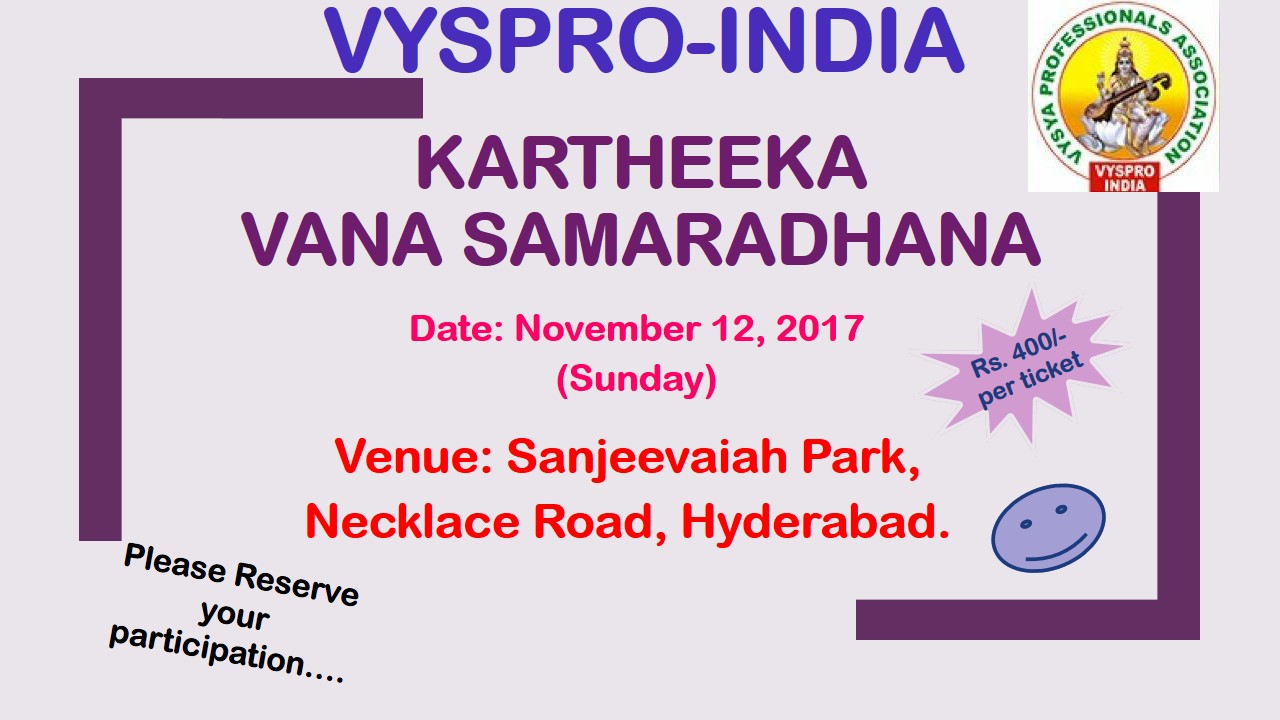 VYSPRO-INDIA
VYSYA PROFESSIONALS ASSOCIATION
VYSPRO
INDIA
KARTHEEKA
VANA SAMARADHANA
Date: November 12, 2017
(Sunday)
Rs. 400/-
per ticket
Venue: Sanjeevaiah Park,
Necklace Road, Hyderabad.
Please Reserve
your
participation....